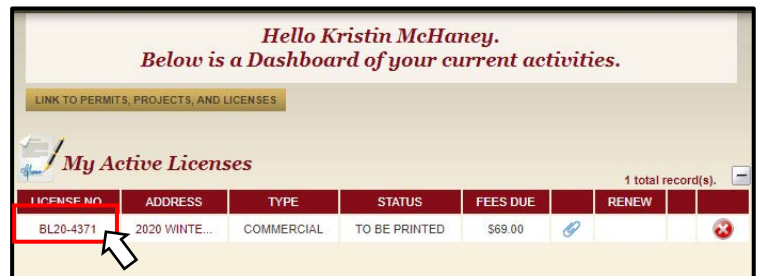 Hello Kristin McHaney.
Below is a Dashboard of your current activities.
LINK TO PERMITS, PROJECTS, AND LICENSES
My Active Licenses
1 total record(s).
LICENSE NO. ADDRESS TYPE STATUS FEES DUE RENEW
BL20-4371 2020 WINTE... COMMERCIAL TO BE PRINTED $69.00